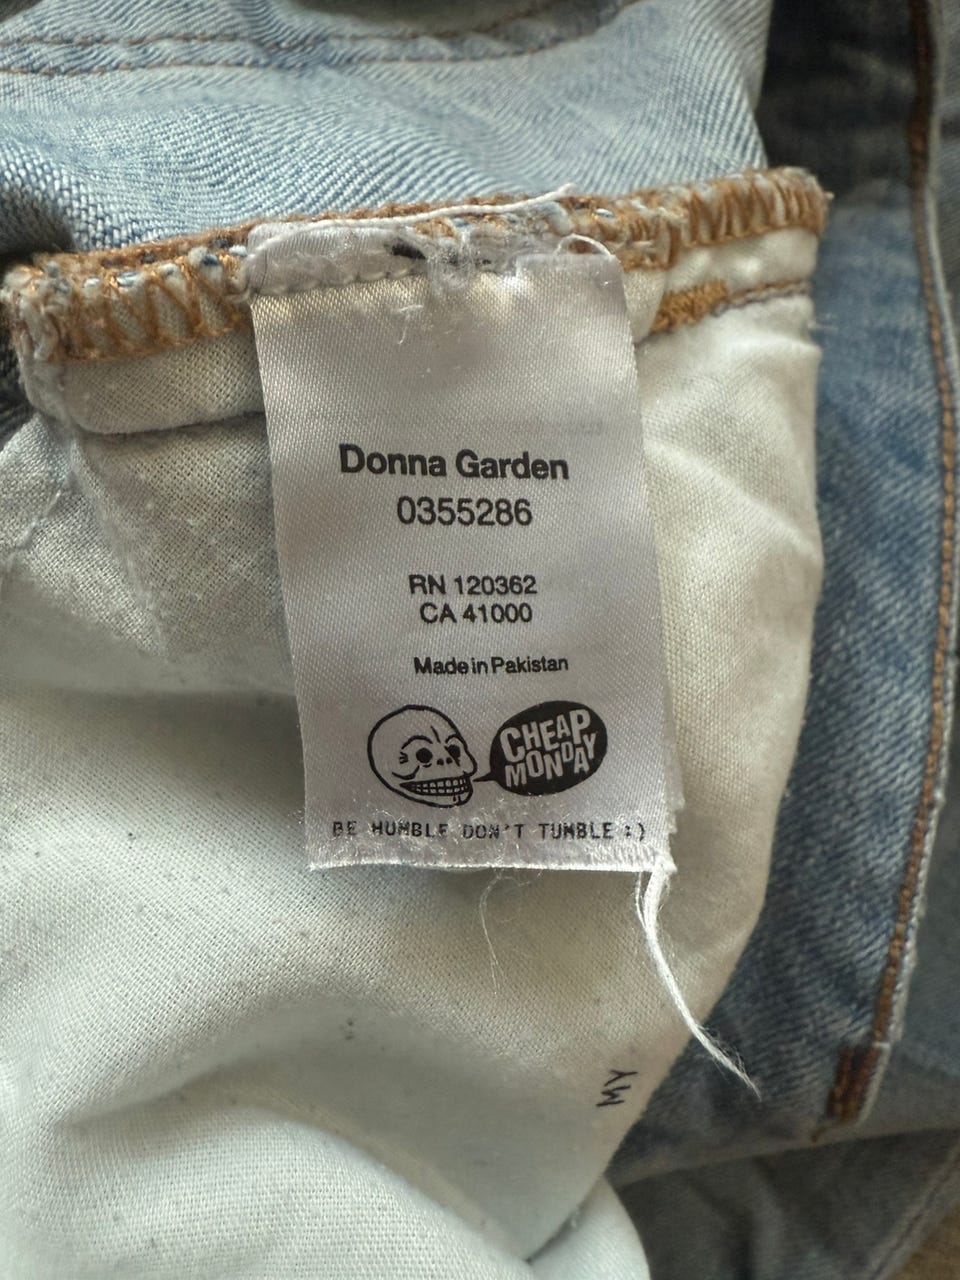 Donna Garden
0355286
RN 120362
CA 41000
Made in Pakistan
CHEAP
MONDAY
BE HUMBLE DON'T TUMBLE :)
MY